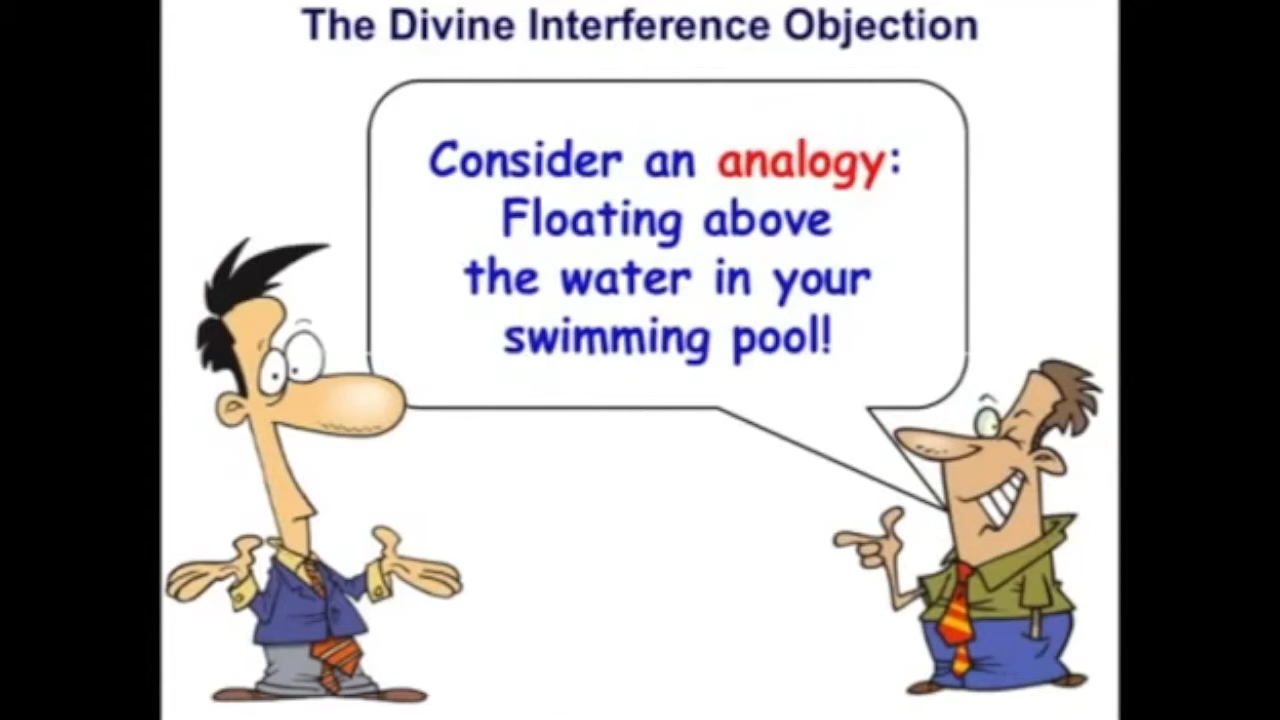 The Divine Interference Objection
Consider an analogy:
Floating above
the water in your
swimming pool!